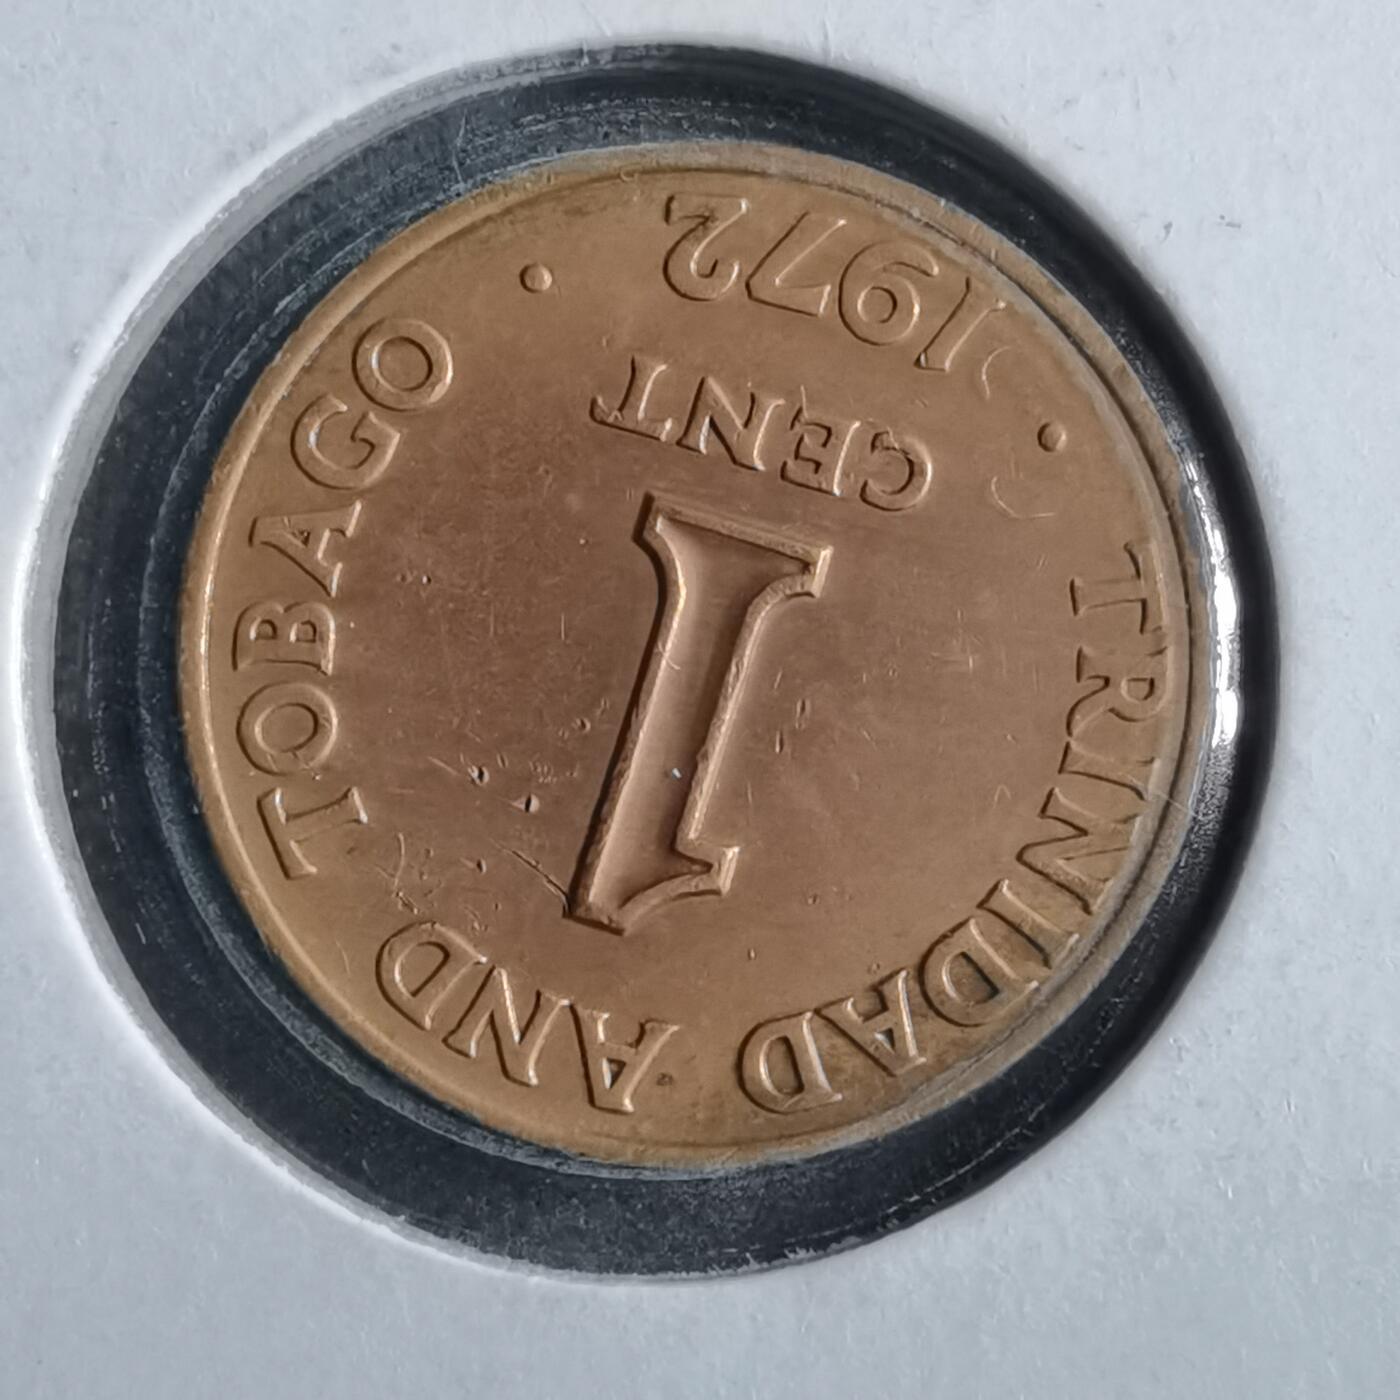 TRINIDAD AND TOBAGO
1
CENT
1972